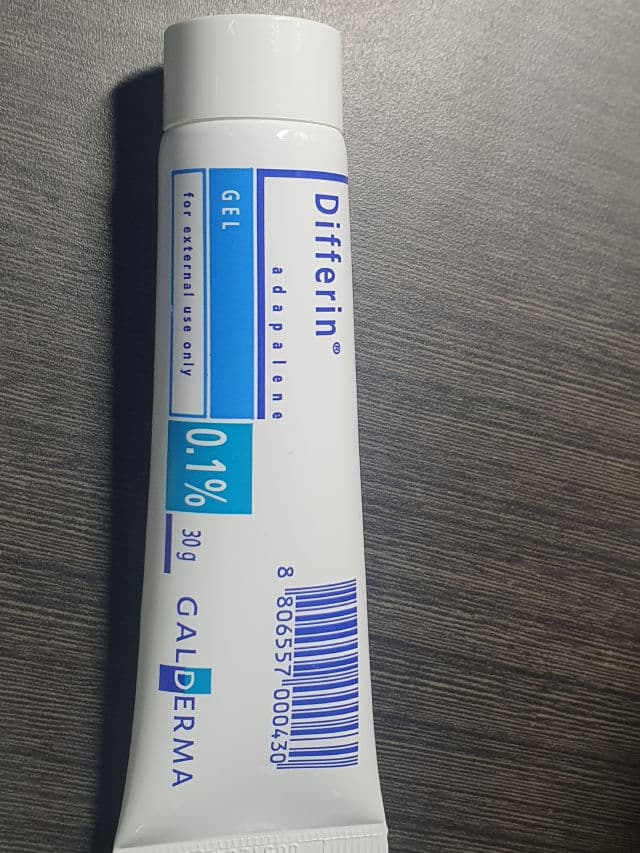 Differin®
adapalene
GEL
for external use only
0.1%
30 g
GALDERMA
8 806557 000430